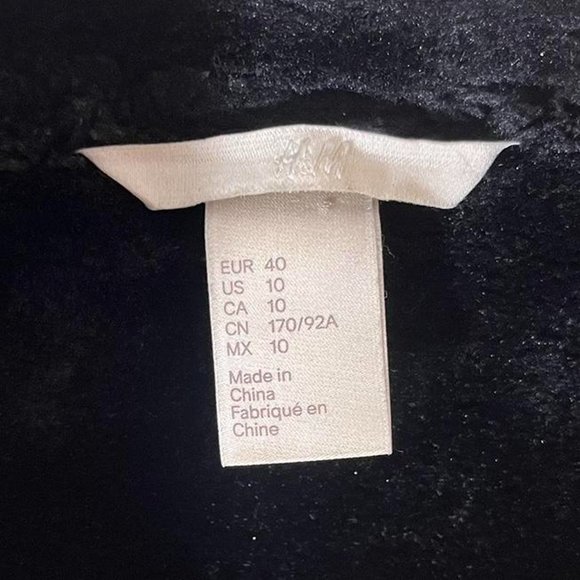 H&M
EUR 40
US 10
CA 10
CN 170/92A
MX 10
Made in
China
Fabriqué en
Chine